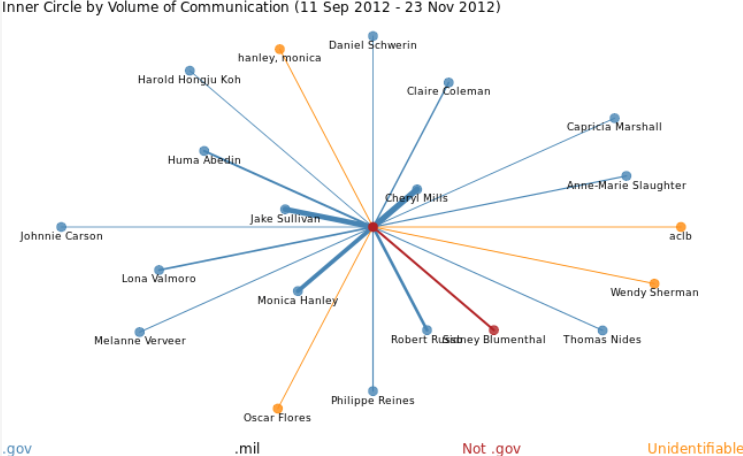 Inner Circle by Volume of Communication (11 Sep 2012 - 23 Nov 2012)
Daniel Schwerin
hanley, monica
Harold Hongju Koh
Claire Coleman
Capricia Marshall
Huma Abedin
Anne-Marie Slaughter
Cheryl Mills
Jake Sullivan
Johnnie Carson
aclb
Lona Valmoro
Wendy Sherman
Monica Hanley
Melanne Verveer
Robert Russo
Sidney Blumenthal
Thomas Nides
Philippe Reines
Oscar Flores
.gov
.mil
Not .gov
Unidentifiable